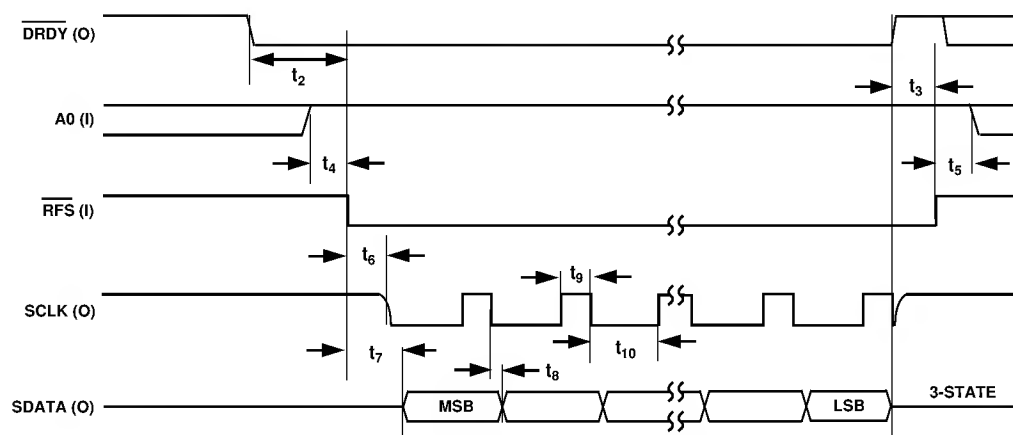 DRDY (O)
t2
t3
A0 (I)
t4
t5
RFS (I)
t6
t9
SCLK (O)
t7
t10
t8
SDATA (O)
MSB
LSB
3-STATE